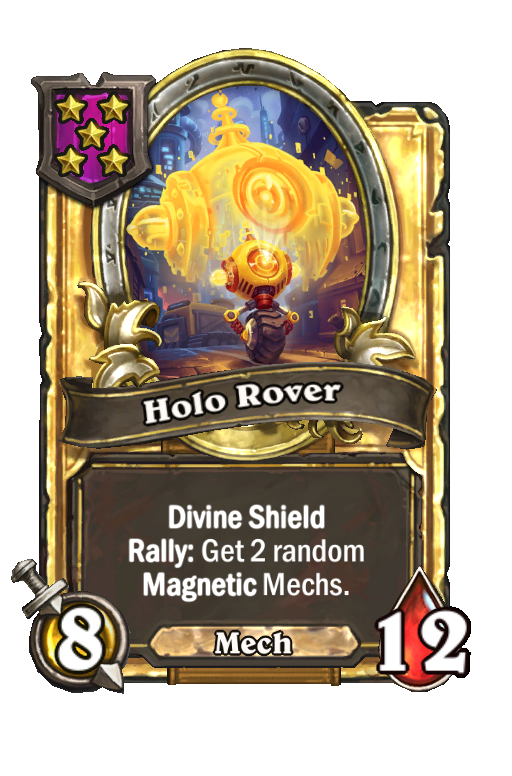 Holo Rover
Divine Shield
Rally: Get 2 random
Magnetic Mechs.
8
Mech
12